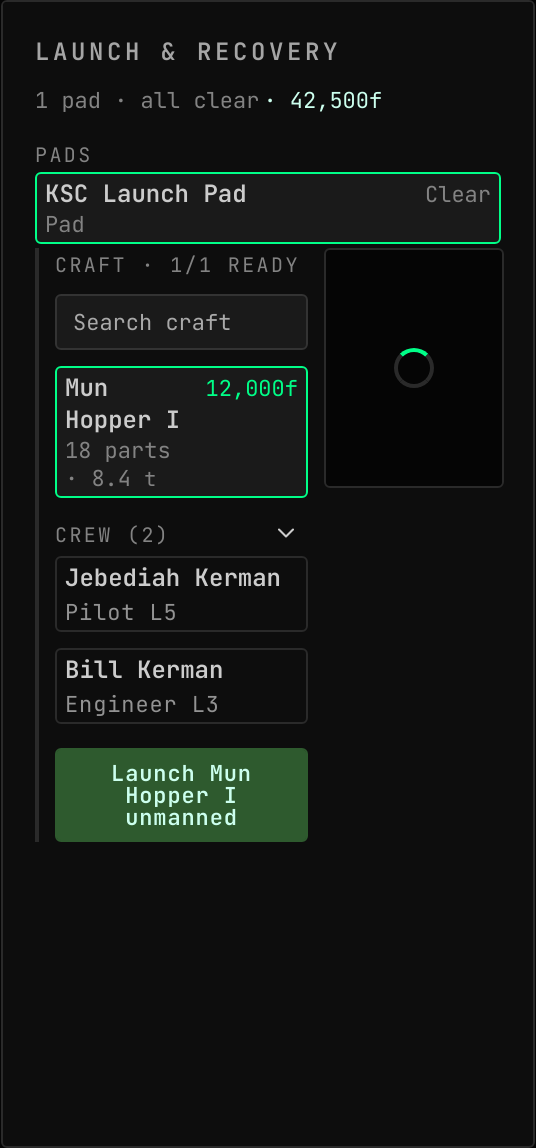 LAUNCH & RECOVERY
1 pad · all clear · 42,500f
PADS
KSC Launch Pad Clear
Pad
CRAFT · 1/1 READY
Search craft
Mun 12,000f
Hopper I
18 parts
· 8.4 t
CREW (2)
Jebediah Kerman
Pilot L5
Bill Kerman
Engineer L3
Launch Mun
Hopper I
unmanned